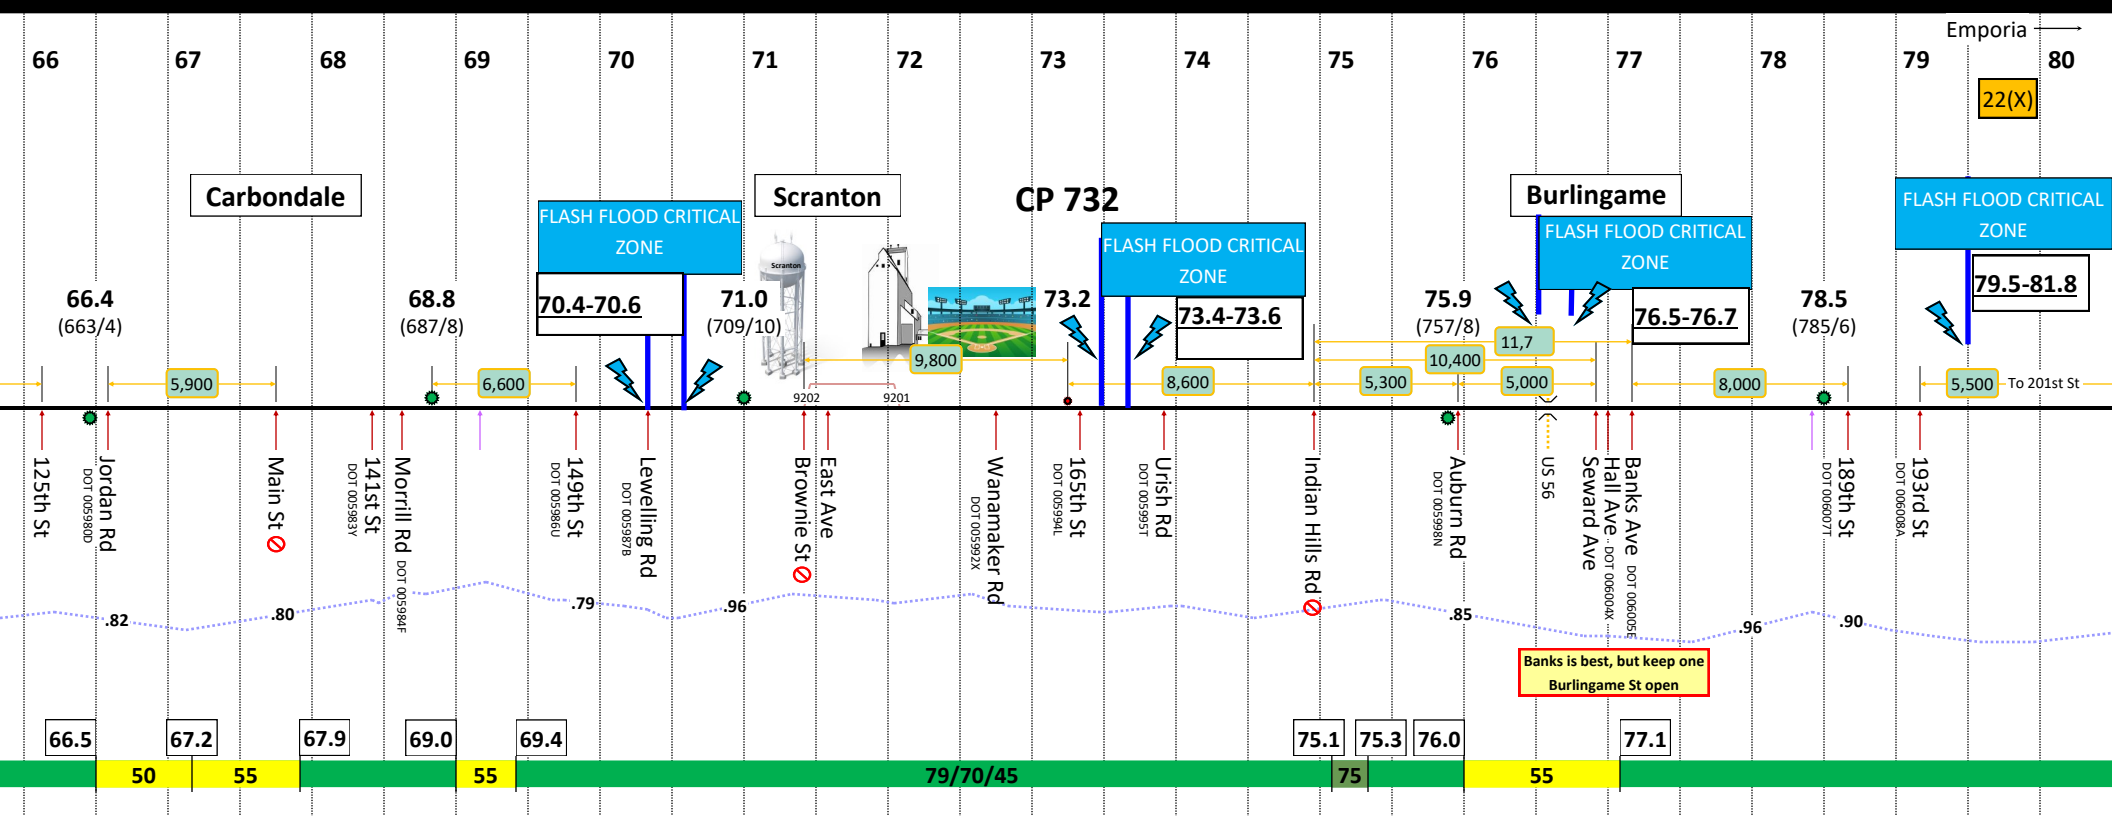 Emporia
66
67
68
69
70
71
72
73
74
75
76
77
78
79
80
22(X)
Carbondale
Scranton
CP 732
Burlingame
FLASH FLOOD CRITICAL
ZONE
70.4-70.6
FLASH FLOOD CRITICAL
ZONE
73.4-73.6
FLASH FLOOD CRITICAL
ZONE
76.5-76.7
FLASH FLOOD CRITICAL
ZONE
79.5-81.8
Scranton
66.4
(663/4)
68.8
(687/8)
71.0
(709/10)
73.2
75.9
(757/8)
78.5
(785/6)
11,7
9,800
10,400
5,900
6,600
8,600
5,300
5,000
8,000
5,500
To 201st St
9202
9201
125th St
Jordan Rd
DOT 005980D
Main St
141st St
DOT 005983Y
Morrill Rd DOT 005984F
149th St
DOT 005986U
Lewelling Rd
DOT 005987B
Brownie St
East Ave
Wanamaker Rd
DOT 005992X
165th St
DOT 005994L
Urish Rd
DOT 005995T
Indian Hills Rd
Auburn Rd
DOT 005998N
US 56
Seward Ave
Hall Ave - DOT 006004X
Banks Ave DOT 006005E
189th St
DOT 006007T
193rd St
DOT 006008A
.82
.80
.79
.96
.85
.96
.90
Banks is best, but keep one
Burlingame St open
66.5
67.2
67.9
69.0
69.4
75.1
75.3
76.0
77.1
50
55
55
79/70/45
75
55